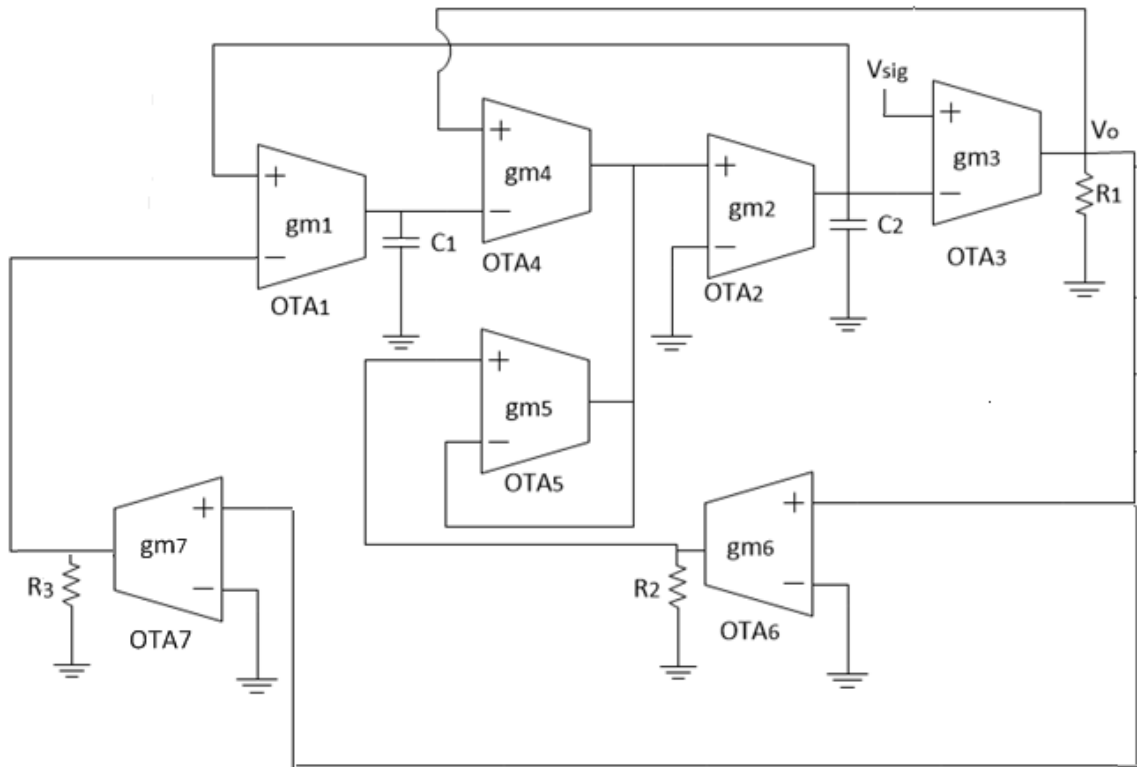 Vsig
+
gm3
−
OTA3
Vo
R1
+
gm4
−
OTA4
+
gm1
−
OTA1
C1
+
gm2
−
OTA2
C2
+
gm5
−
OTA5
+
gm7
−
OTA7
R3
+
gm6
−
OTA6
R2